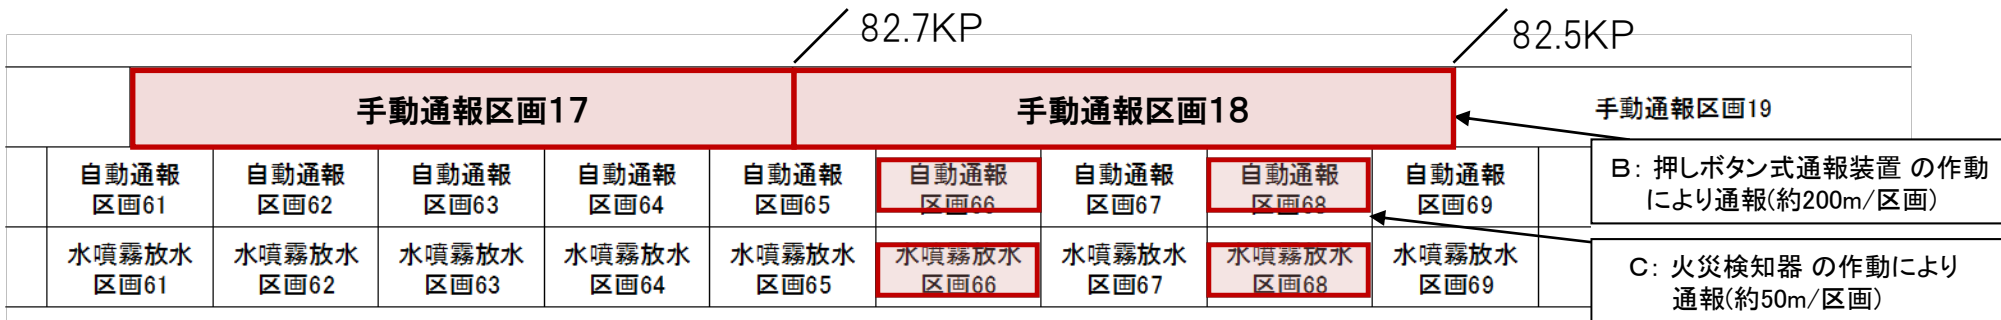 82.7KP
82.5KP
手動通報区画17
手動通報区画18
手動通報区画19
自動通報
区画61
自動通報
区画62
自動通報
区画63
自動通報
区画64
自動通報
区画65
自動通報
区画66
自動通報
区画67
自動通報
区画68
自動通報
区画69
B: 押しボタン式通報装置 の作動
により通報(約200m/区画)
水噴霧放水
区画61
水噴霧放水
区画62
水噴霧放水
区画63
水噴霧放水
区画64
水噴霧放水
区画65
水噴霧放水
区画66
水噴霧放水
区画67
水噴霧放水
区画68
水噴霧放水
区画69
C: 火災検知器 の作動により
通報(約50m/区画)